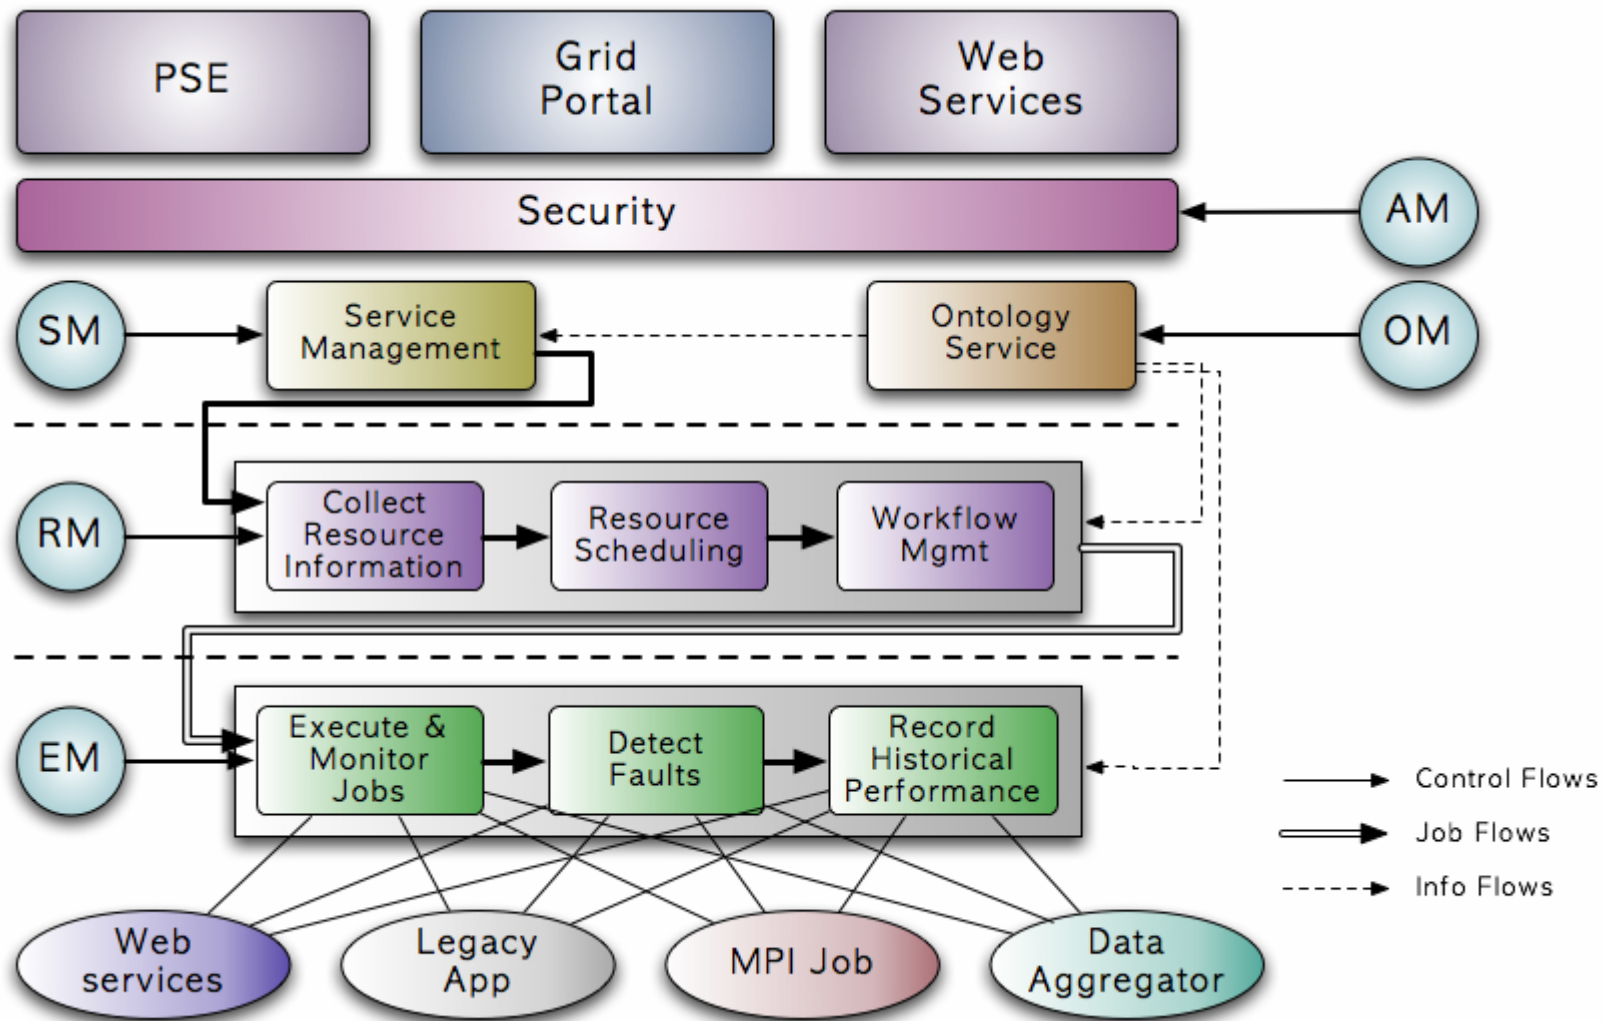 PSE
Grid
Portal
Web
Services
Security
AM
SM
Service
Management
Ontology
Service
OM
RM
Collect
Resource
Information
Resource
Scheduling
Workflow
Mgmt
EM
Execute &
Monitor
Jobs
Detect
Faults
Record
Historical
Performance
Control Flows
Job Flows
Info Flows
Web
services
Legacy
App
MPI Job
Data
Aggregator